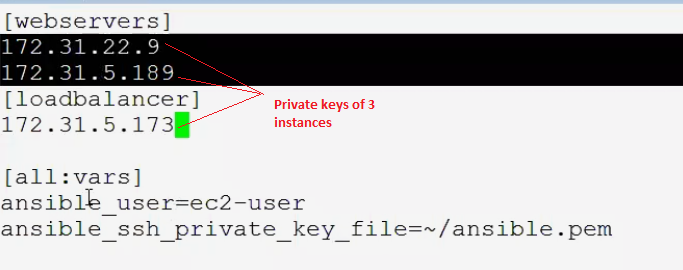 [webservers]
172.31.22.9
172.31.5.189
[loadbalancer]
172.31.5.173
Private keys of 3
instances
[all:vars]
ansible_user=ec2-user
ansible_ssh_private_key_file=~/ansible.pem